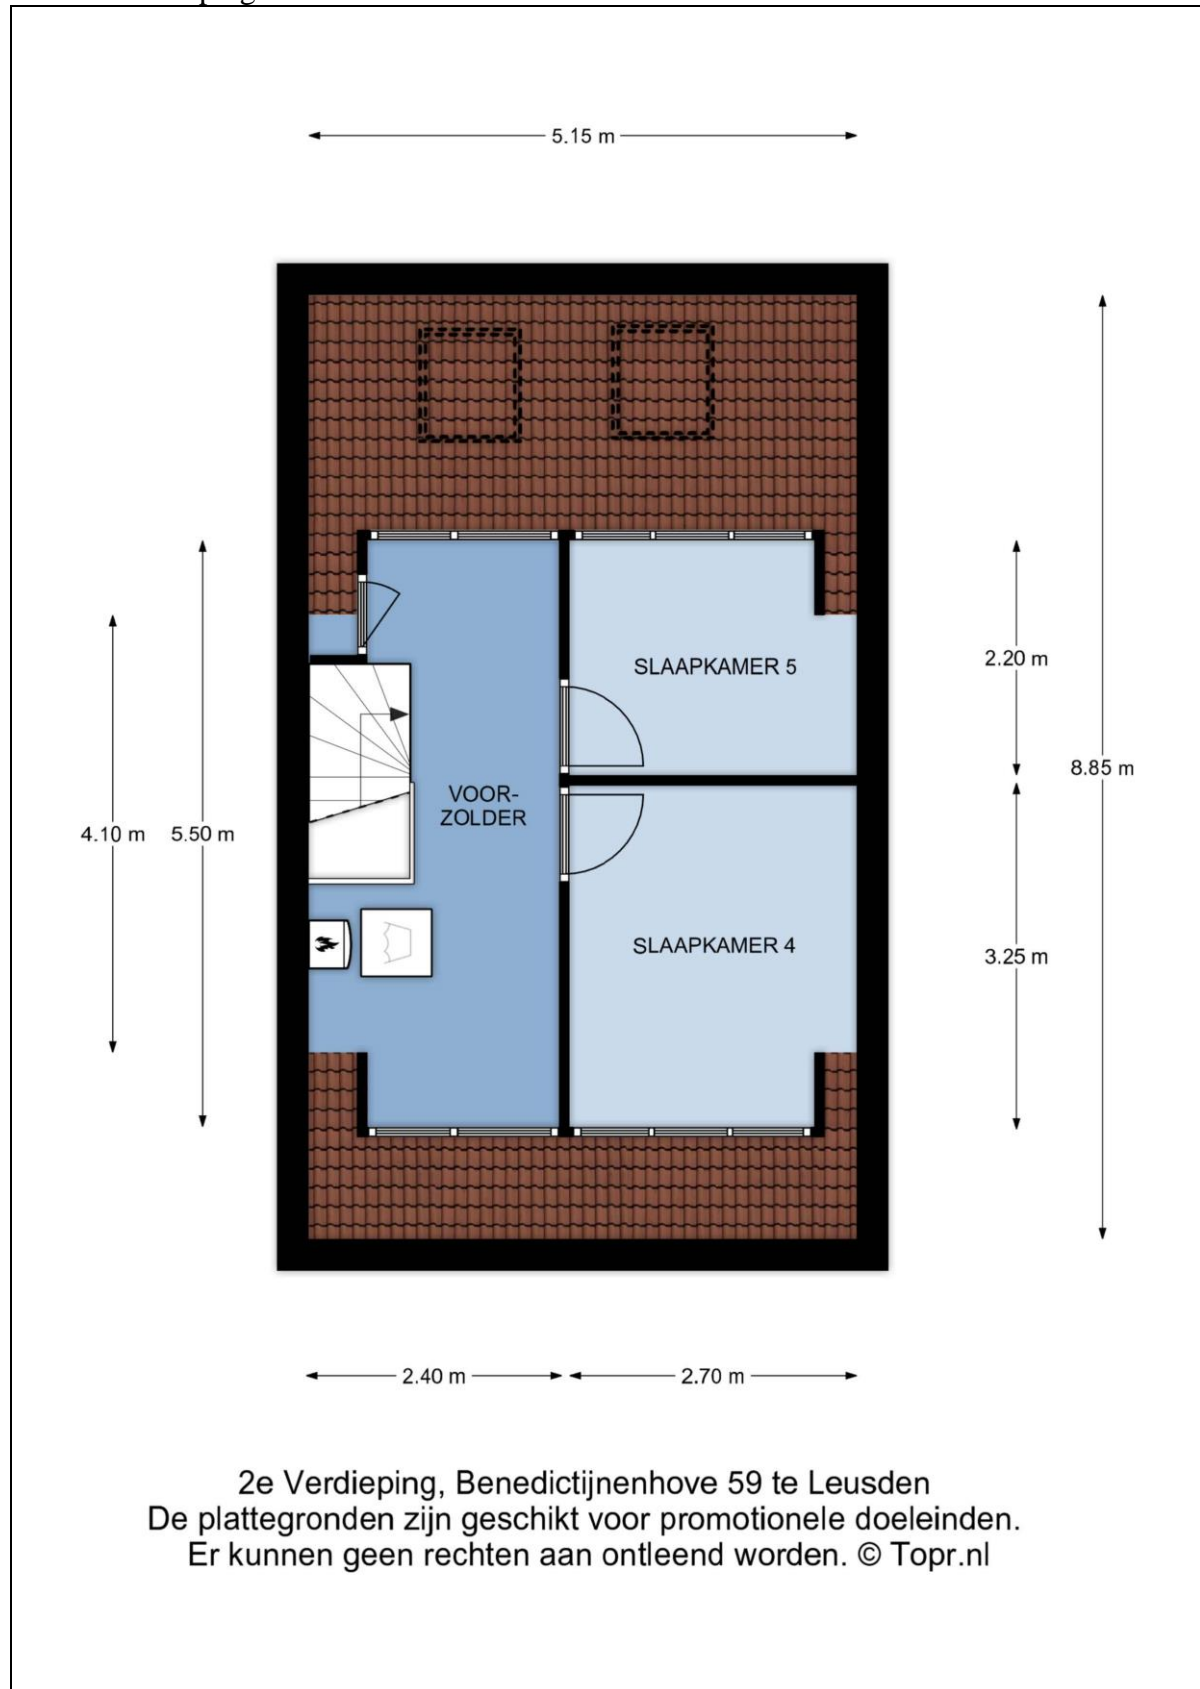 5.15 m
SLAAPKAMER 5
2.20 m
8.85 m
VOOR-
ZOLDER
4.10 m
5.50 m
SLAAPKAMER 4
3.25 m
2.40 m
2.70 m
2e Verdieping, Benedictijnenhove 59 te Leusden
De plattegronden zijn geschikt voor promotionele doeleinden.
Er kunnen geen rechten aan ontleend worden. © Topr.nl